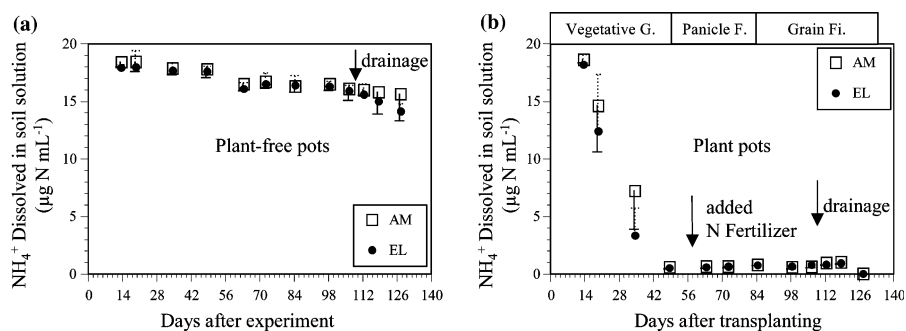 (a)
NH₄⁺ Dissolved in soil solution
(µg N mL⁻¹)
20
15
10
5
0
drainage
Plant-free pots
AM
EL
0 14 28 42 56 70 84 98 112 126 140
Days after experiment
(b)
Vegetative G. Panicle F. Grain Fi.
NH₄⁺ Dissolved in soil solution
(µg N mL⁻¹)
20
15
10
5
0
AM
EL
Plant pots
added
N Fertilizer
drainage
0 14 28 42 56 70 84 98 112 126 140
Days after transplanting